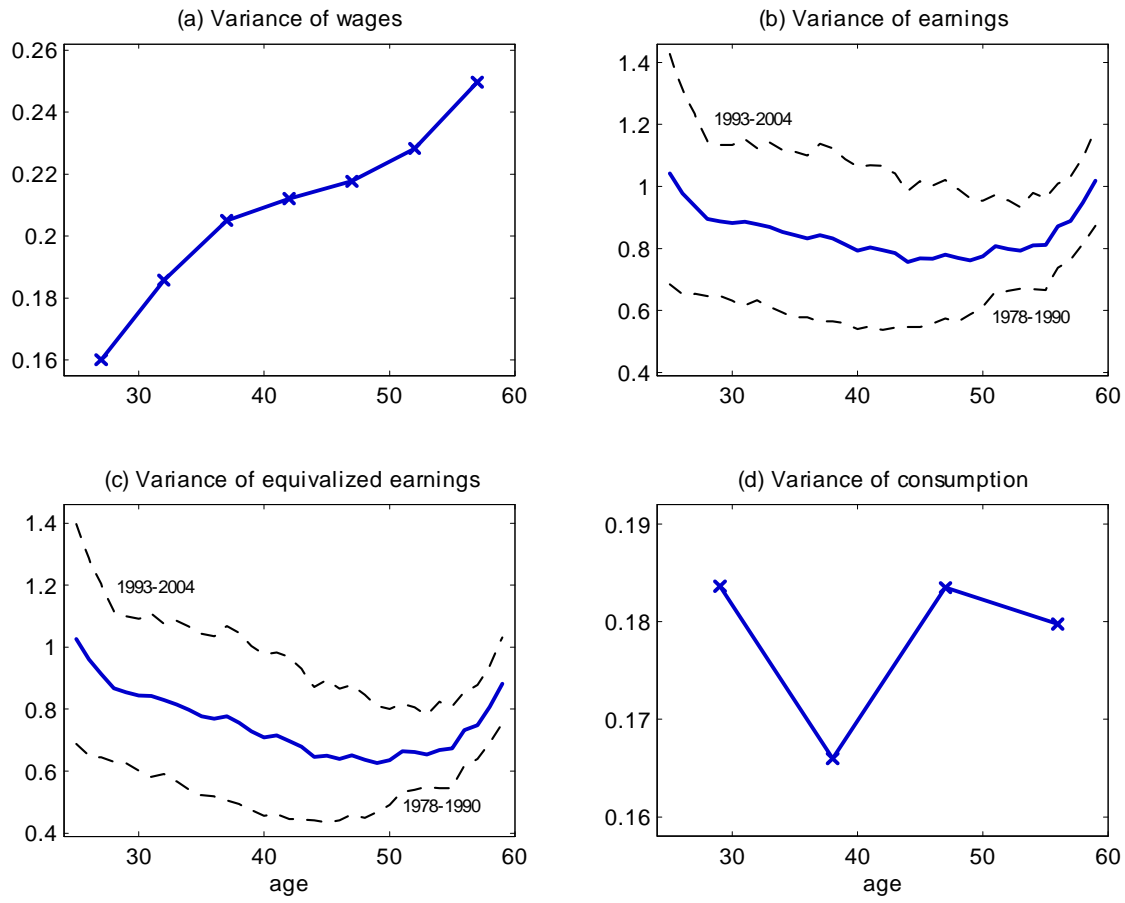 (a) Variance of wages
0.26
0.24
0.22
0.2
0.18
0.16
30 40 50 60
(b) Variance of earnings
1.4
1.2
1
0.8
0.6
0.4
1993-2004
1978-1990
30 40 50 60
(c) Variance of equivalized earnings
1.4
1.2
1
0.8
0.6
0.4
1993-2004
1978-1990
30 40 50 60
age
(d) Variance of consumption
0.19
0.18
0.17
0.16
30 40 50 60
age